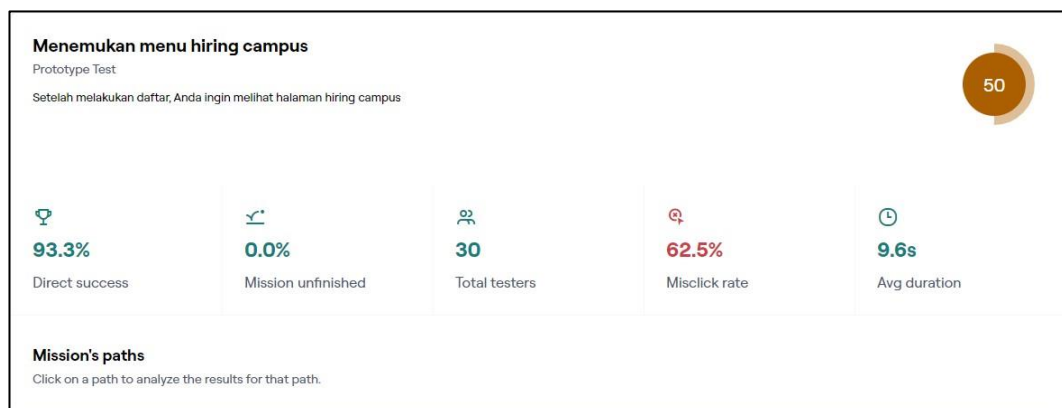 Menemukan menu hiring campus
Prototype Test
Setelah melakukan daftar, Anda ingin melihat halaman hiring campus
50
93.3%
Direct success
0.0%
Mission unfinished
30
Total testers
62.5%
Misclick rate
9.6s
Avg duration
Mission's paths
Click on a path to analyze the results for that path.